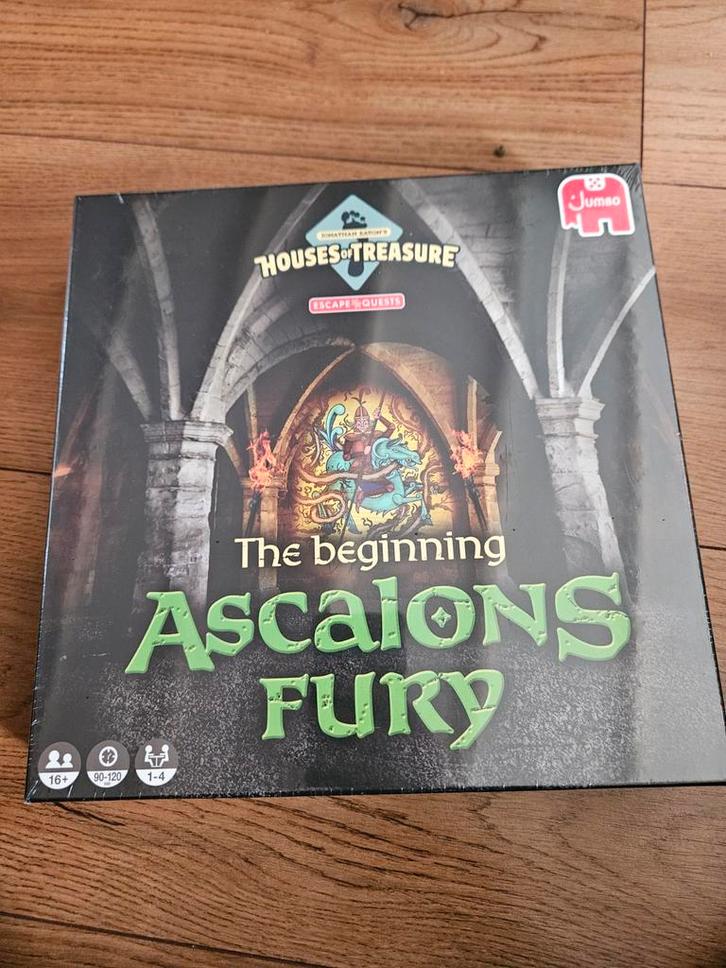 Jumbo
JONATHAN EATON'S
HOUSES OF TREASURE
ESCAPE QUESTS
The beginning
ASCALONS
FURY
16+
90-120
1-4